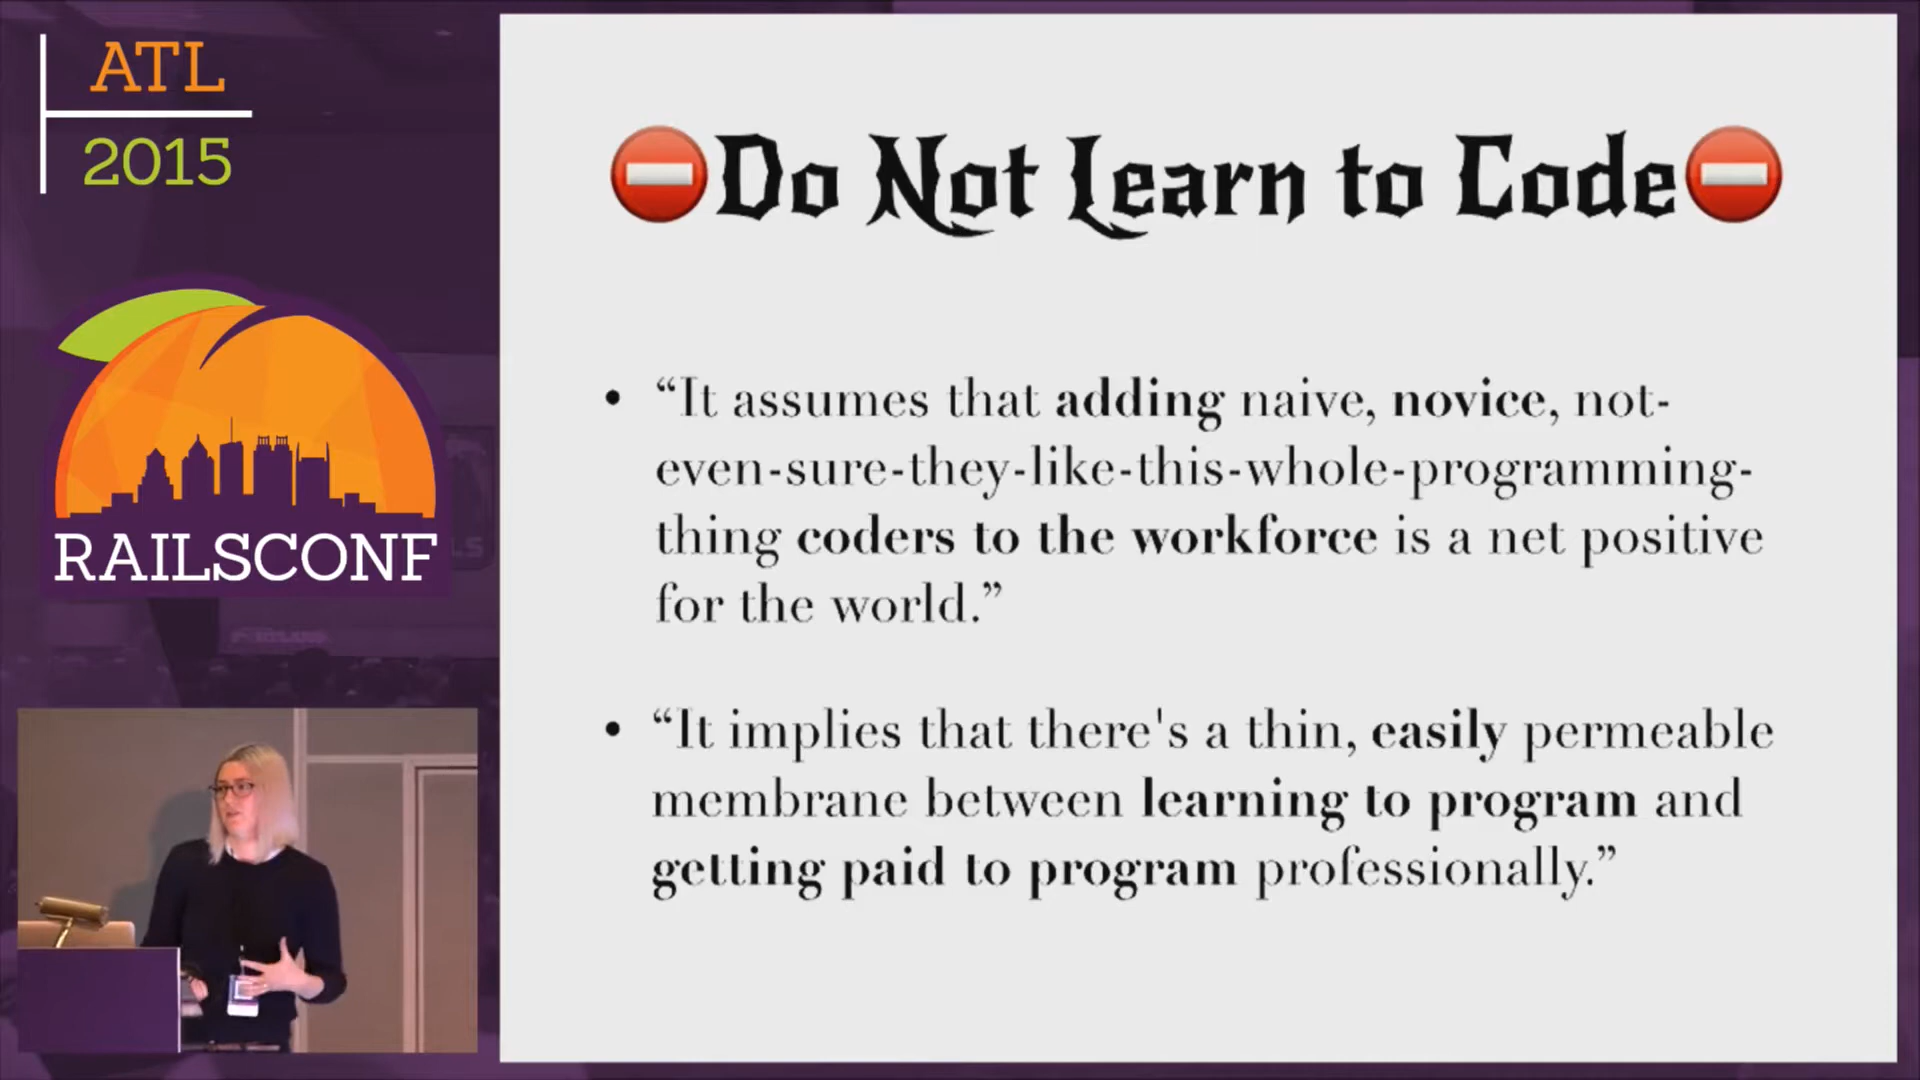 ATL
2015
RAILSCONF
⛔Do Not Learn to Code⛔
• “It assumes that adding naive, novice, not-
even-sure-they-like-this-whole-programming-
thing coders to the workforce is a net positive
for the world.”
• “It implies that there's a thin, easily permeable
membrane between learning to program and
getting paid to program professionally.”